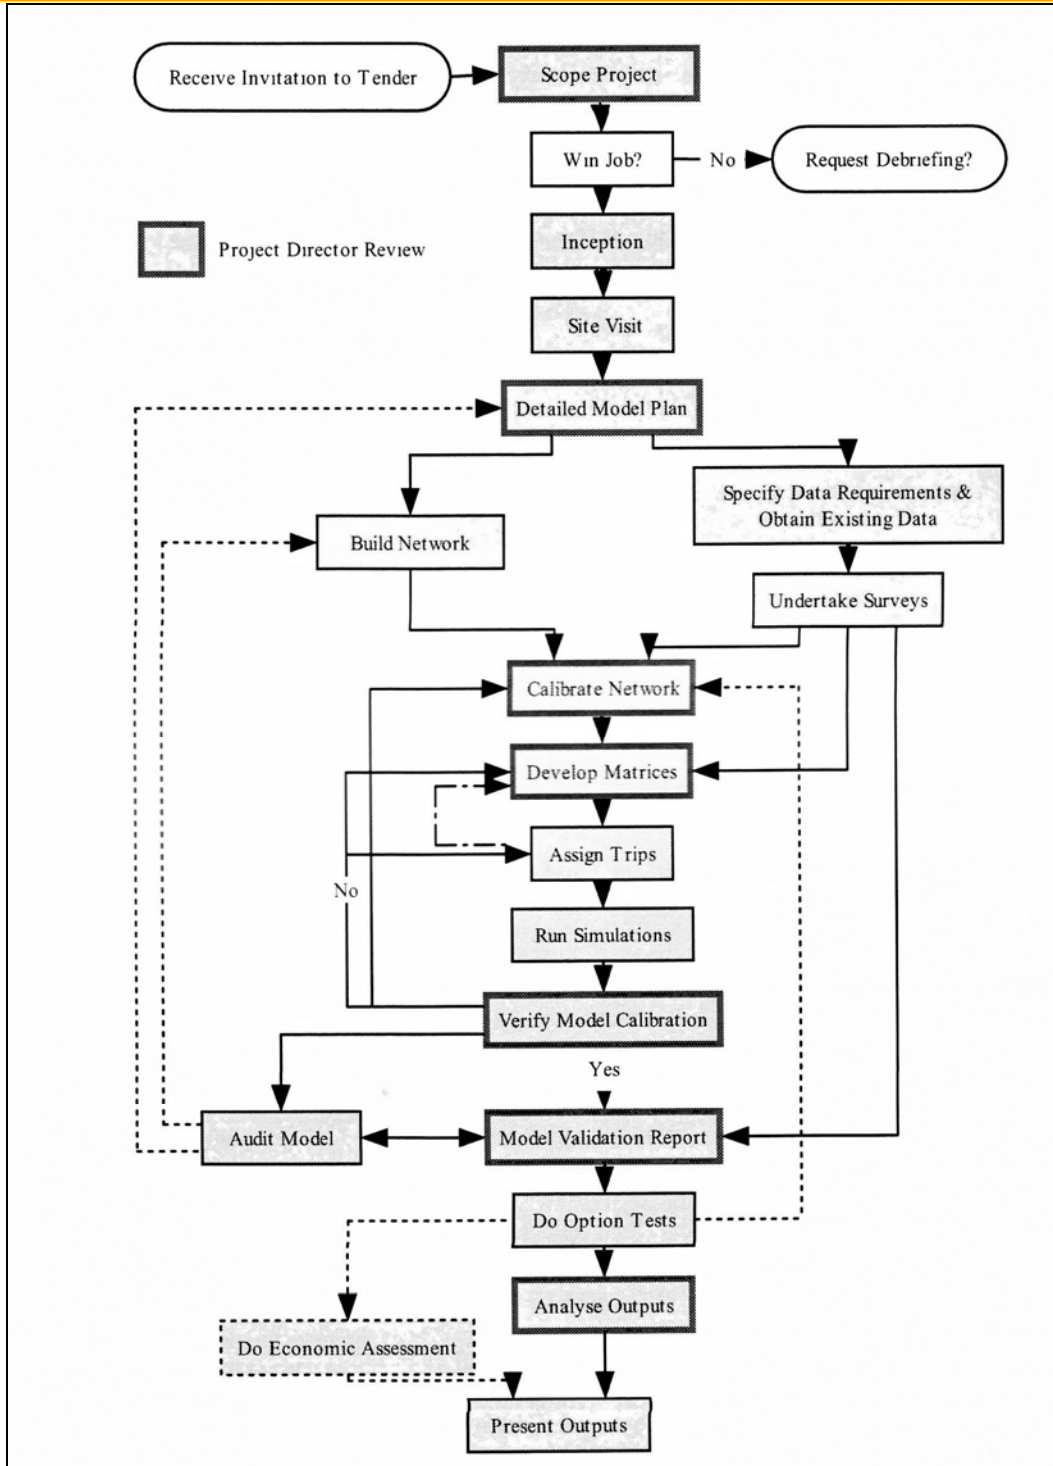 Receive Invitation to Tender
Scope Project
Win Job?
No
Request Debriefing?
Inception
Project Director Review
Site Visit
Detailed Model Plan
Specify Data Requirements &
Obtain Existing Data
Build Network
Undertake Surveys
Calibrate Network
Develop Matrices
Assign Trips
No
Run Simulations
Verify Model Calibration
Yes
Audit Model
Model Validation Report
Do Option Tests
Analyse Outputs
Do Economic Assessment
Present Outputs